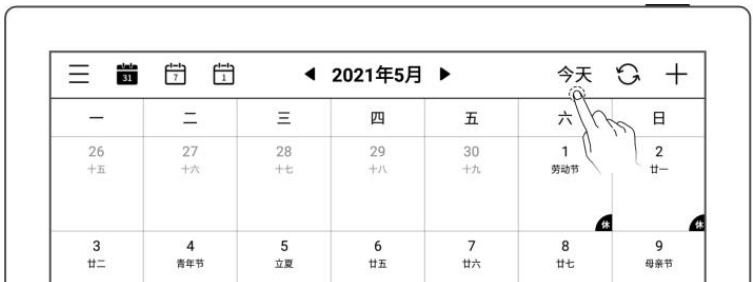 31 7 1 2021年5月 今天
一 二 三 四 五 六 日
26 27 28 29 30 1 2
十五 十六 十七 十八 十九 劳动节 廿一
休 休
3 4 5 6 7 8 9
廿二 青年节 立夏 廿五 廿六 廿七 母亲节